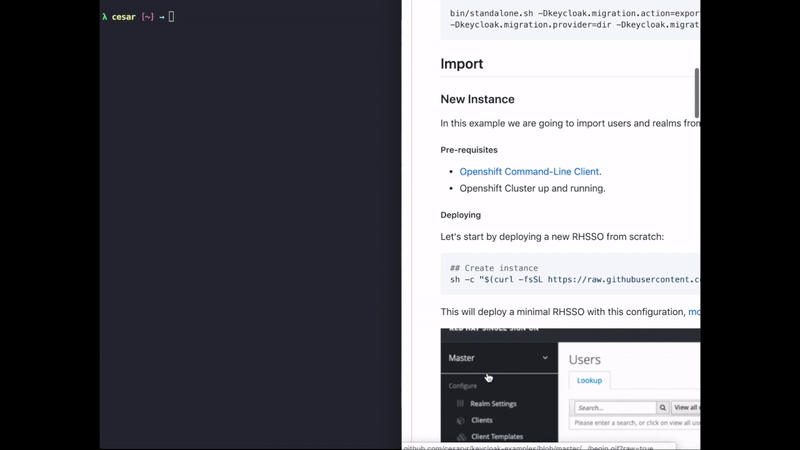 λ cesar [~] →
bin/standalone.sh -Dkeycloak.migration.action=expor
-Dkeycloak.migration.provider=dir -Dkeycloak.migrat
Import
New Instance
In this example we are going to import users and realms from
Pre-requisites
• Openshift Command-Line Client.
• Openshift Cluster up and running.
Deploying
Let's start by deploying a new RHSSO from scratch:
## Create instance
sh -c "$(curl -fsSL https://raw.githubusercontent.co
This will deploy a minimal RHSSO with this configuration, mo
RED HAT SINGLE SIGN ON
Master
Users
Lookup
Configure
Search...
View all u
Realm Settings
Please enter a search, or click on view all user
Clients
Client Templates
github.com/cesarvr/keycloak-examples/blob/master/.../begin.gif?raw=true